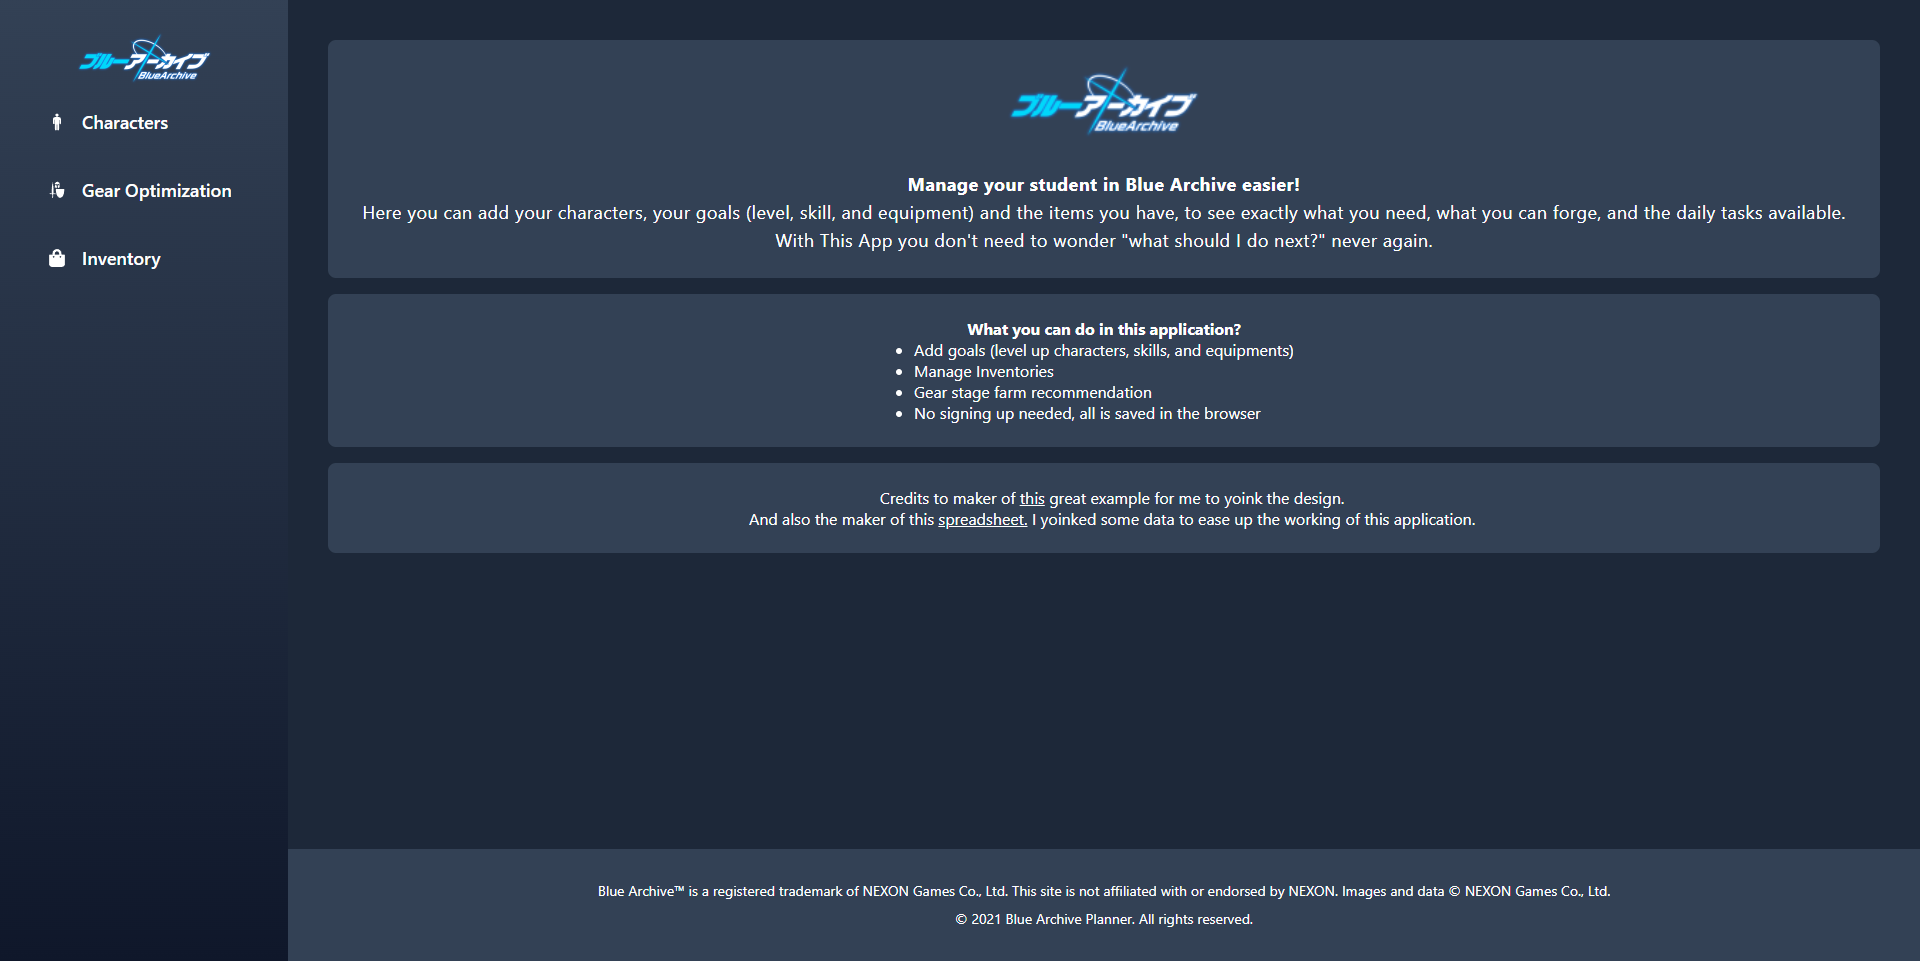 ブルーアーカイブ
BlueArchive
Characters
Gear Optimization
Inventory
ブルーアーカイブ
BlueArchive
Manage your student in Blue Archive easier!
Here you can add your characters, your goals (level, skill, and equipment) and the items you have, to see exactly what you need, what you can forge, and the daily tasks available.
With This App you don't need to wonder "what should I do next?" never again.
What you can do in this application?
Add goals (level up characters, skills, and equipments)
Manage Inventories
Gear stage farm recommendation
No signing up needed, all is saved in the browser
Credits to maker of this great example for me to yoink the design.
And also the maker of this spreadsheet. I yoinked some data to ease up the working of this application.
Blue Archive™ is a registered trademark of NEXON Games Co., Ltd. This site is not affiliated with or endorsed by NEXON. Images and data © NEXON Games Co., Ltd.
© 2021 Blue Archive Planner. All rights reserved.